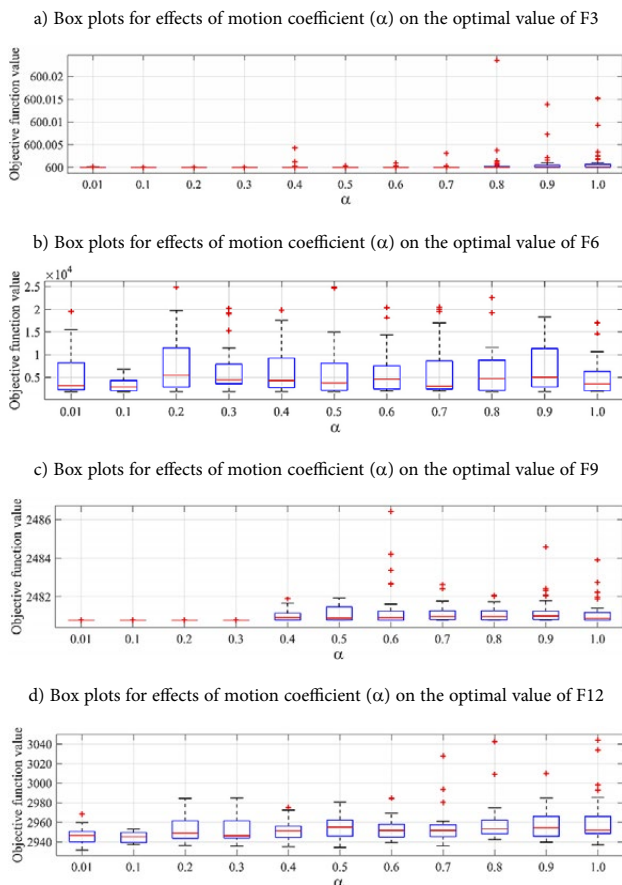 a) Box plots for effects of motion coefficient (α) on the optimal value of F3
Objective function value
600.02
600.015
600.01
600.005
600
0.01 0.1 0.2 0.3 0.4 0.5 0.6 0.7 0.8 0.9 1.0
α
b) Box plots for effects of motion coefficient (α) on the optimal value of F6
×10⁴
Objective function value
2.5
2
1.5
1
0.5
0.01 0.1 0.2 0.3 0.4 0.5 0.6 0.7 0.8 0.9 1.0
α
c) Box plots for effects of motion coefficient (α) on the optimal value of F9
Objective function value
2486
2484
2482
0.01 0.1 0.2 0.3 0.4 0.5 0.6 0.7 0.8 0.9 1.0
α
d) Box plots for effects of motion coefficient (α) on the optimal value of F12
Objective function value
3040
3020
3000
2980
2960
2940
0.01 0.1 0.2 0.3 0.4 0.5 0.6 0.7 0.8 0.9 1.0
α